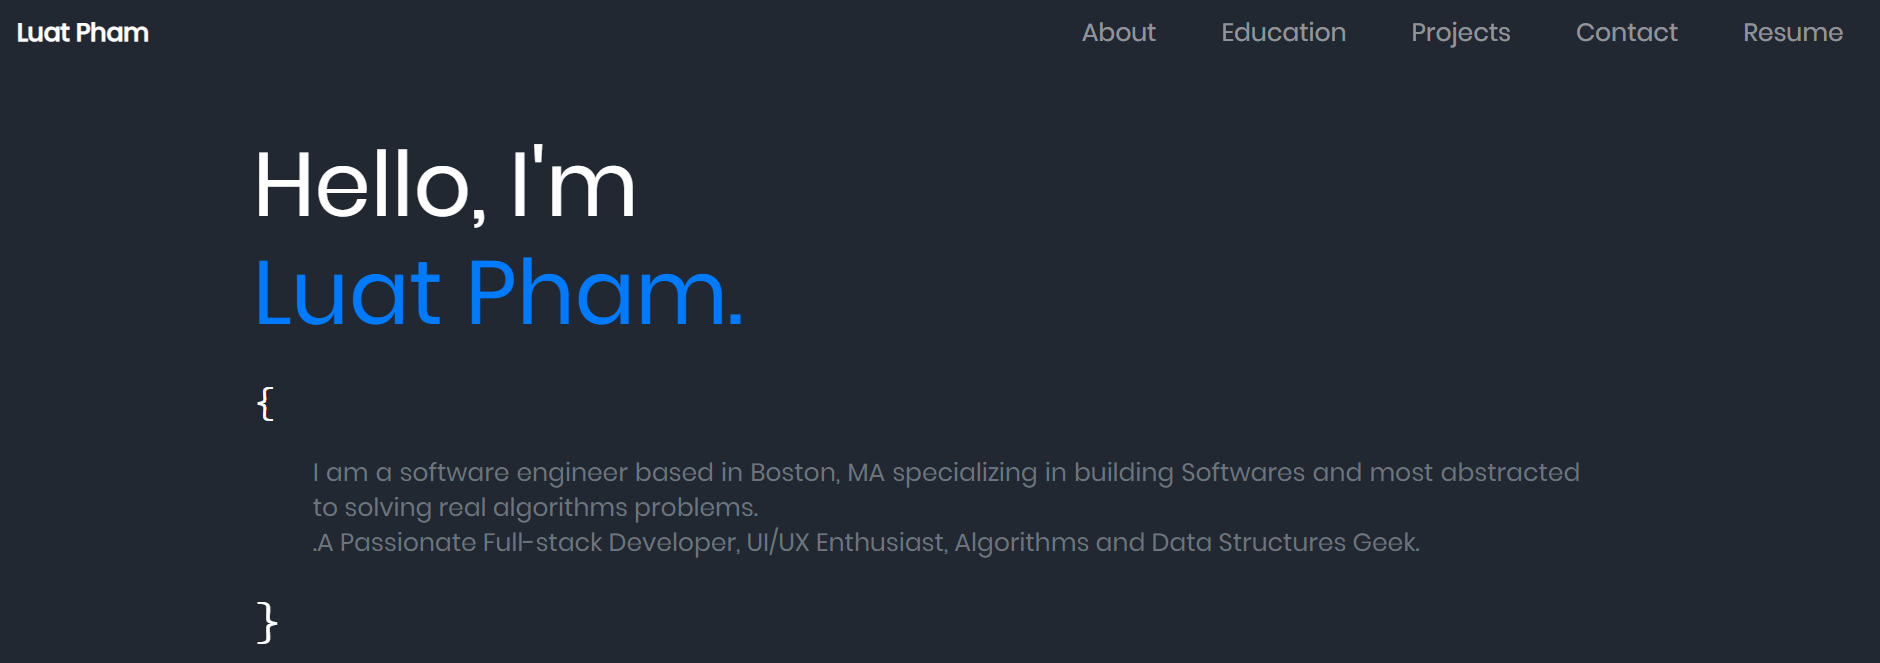 Luat Pham
About Education Projects Contact Resume
Hello, I'm
Luat Pham.
{
I am a software engineer based in Boston, MA specializing in building Softwares and most abstracted
to solving real algorithms problems.
.A Passionate Full-stack Developer, UI/UX Enthusiast, Algorithms and Data Structures Geek.
}